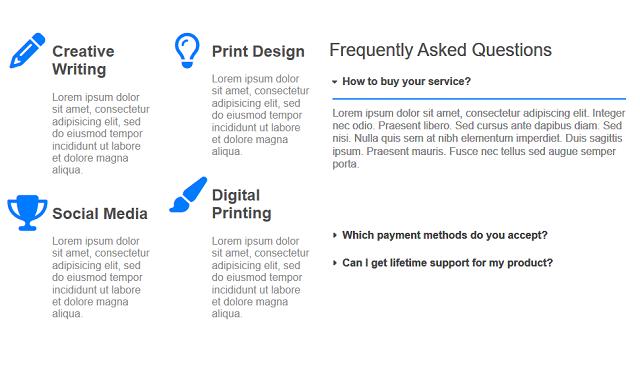 Creative
Writing
Lorem ipsum dolor
sit amet, consectetur
adipisicing elit, sed
do eiusmod tempor
incididunt ut labore
et dolore magna
aliqua.
Print Design
Lorem ipsum dolor
sit amet, consectetur
adipisicing elit, sed
do eiusmod tempor
incididunt ut labore
et dolore magna
aliqua.
Social Media
Lorem ipsum dolor
sit amet, consectetur
adipisicing elit, sed
do eiusmod tempor
incididunt ut labore
et dolore magna
aliqua.
Digital
Printing
Lorem ipsum dolor
sit amet, consectetur
adipisicing elit, sed
do eiusmod tempor
incididunt ut labore
et dolore magna
aliqua.
Frequently Asked Questions
How to buy your service?
Lorem ipsum dolor sit amet, consectetur adipiscing elit. Integer
nec odio. Praesent libero. Sed cursus ante dapibus diam. Sed
nisi. Nulla quis sem at nibh elementum imperdiet. Duis sagittis
ipsum. Praesent mauris. Fusce nec tellus sed augue semper
porta.
Which payment methods do you accept?
Can I get lifetime support for my product?